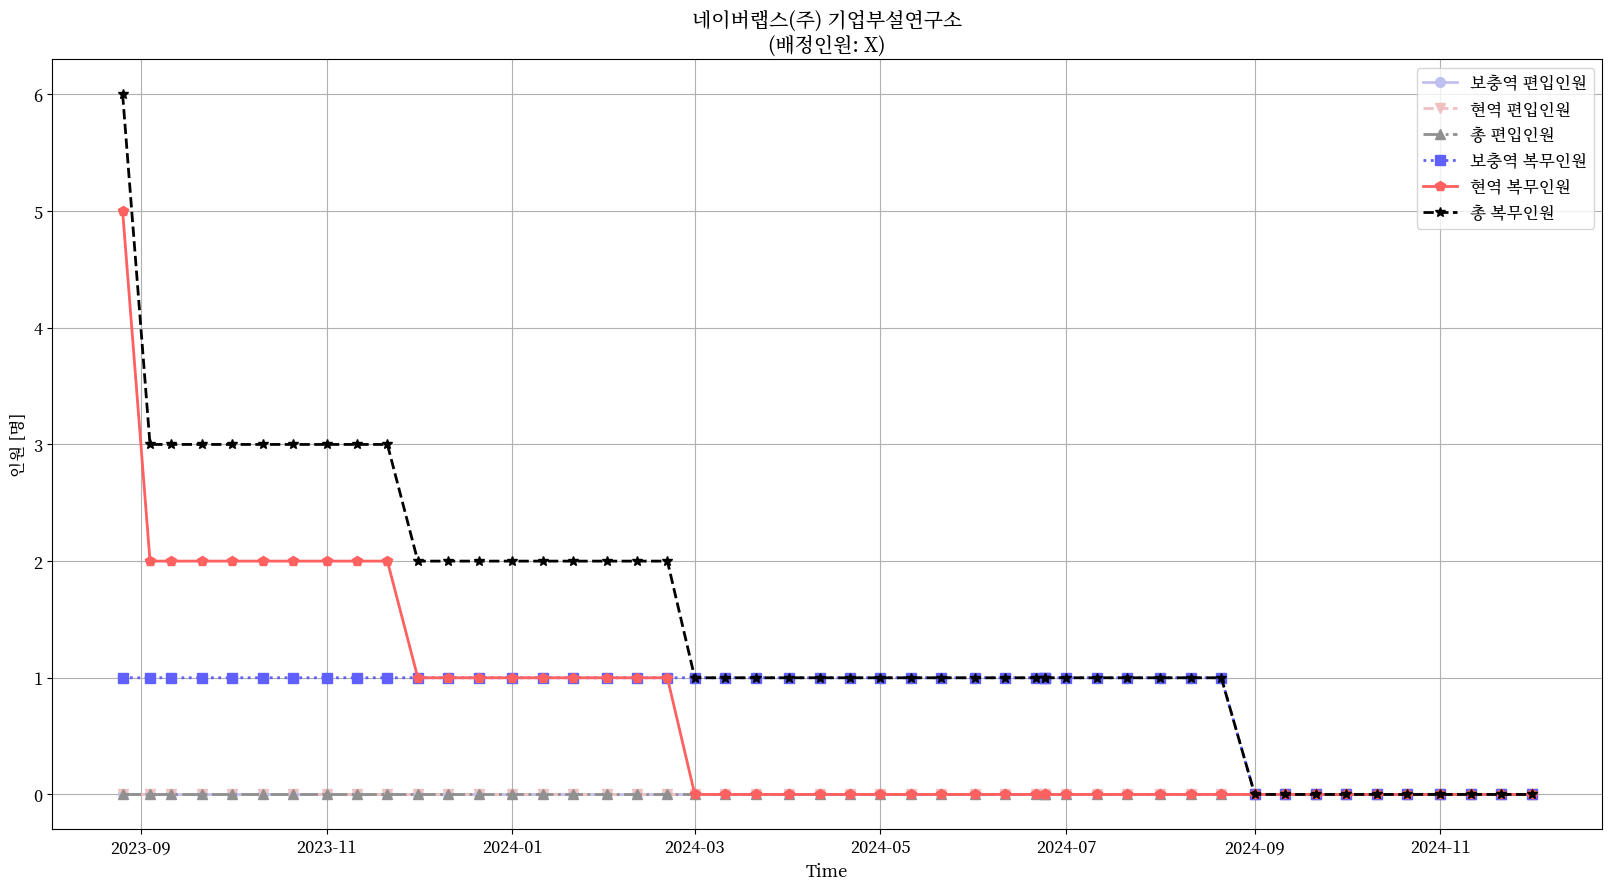 네이버랩스(주) 기업부설연구소
(배정인원: X)
보충역 편입인원
현역 편입인원
총 편입인원
보충역 복무인원
현역 복무인원
총 복무인원
6
5
4
3
2
1
0
인원 [명]
2023-09
2023-11
2024-01
2024-03
2024-05
2024-07
2024-09
2024-11
Time